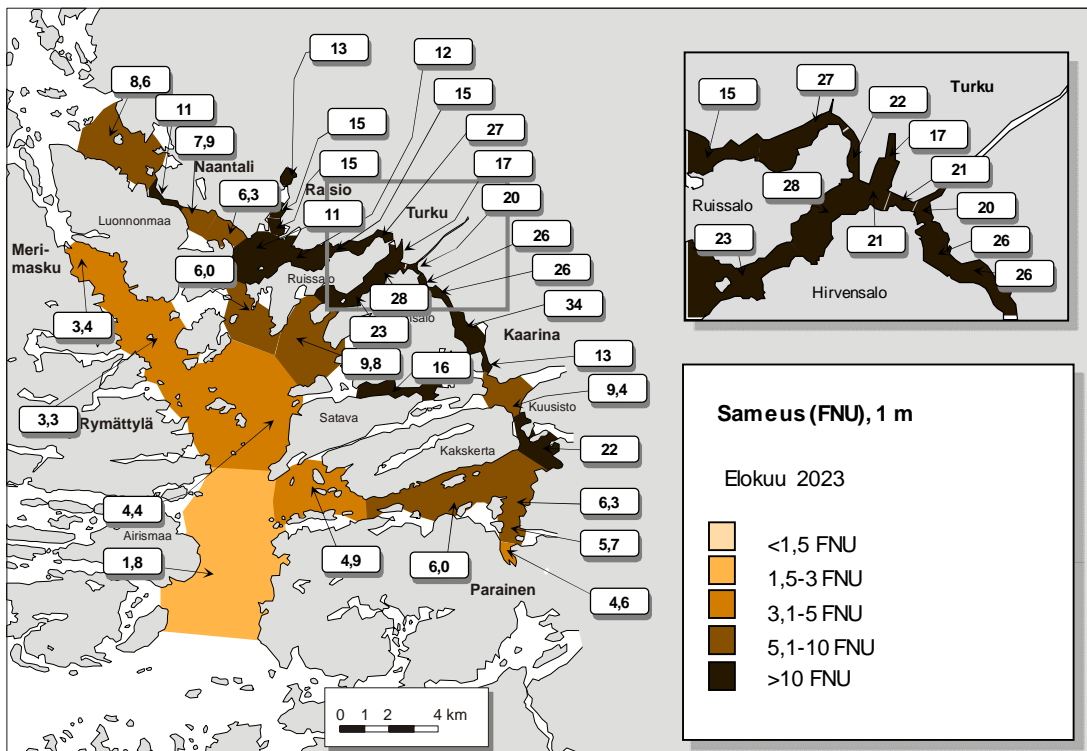 13
12
8,6
15
11
15
7,9
27
Naantali
15
17
6,3
Raisio
11
Turku
20
Luonnonmaa
Meri-
masku
26
6,0
Ruissalo
26
28
34
3,4
23
Kaarina
9,8
16
13
3,3
Rymättylä
Satava
9,4
Kuusisto
Kakskerta
22
4,4
6,3
Airismaa
1,8
4,9
6,0
5,7
Parainen
4,6
0 1 2 4 km
27
Turku
15
22
17
28
21
Ruissalo
20
23
21
26
26
Hirvensalo
Sameus (FNU), 1 m
Elokuu 2023
<1,5 FNU
1,5-3 FNU
3,1-5 FNU
5,1-10 FNU
>10 FNU